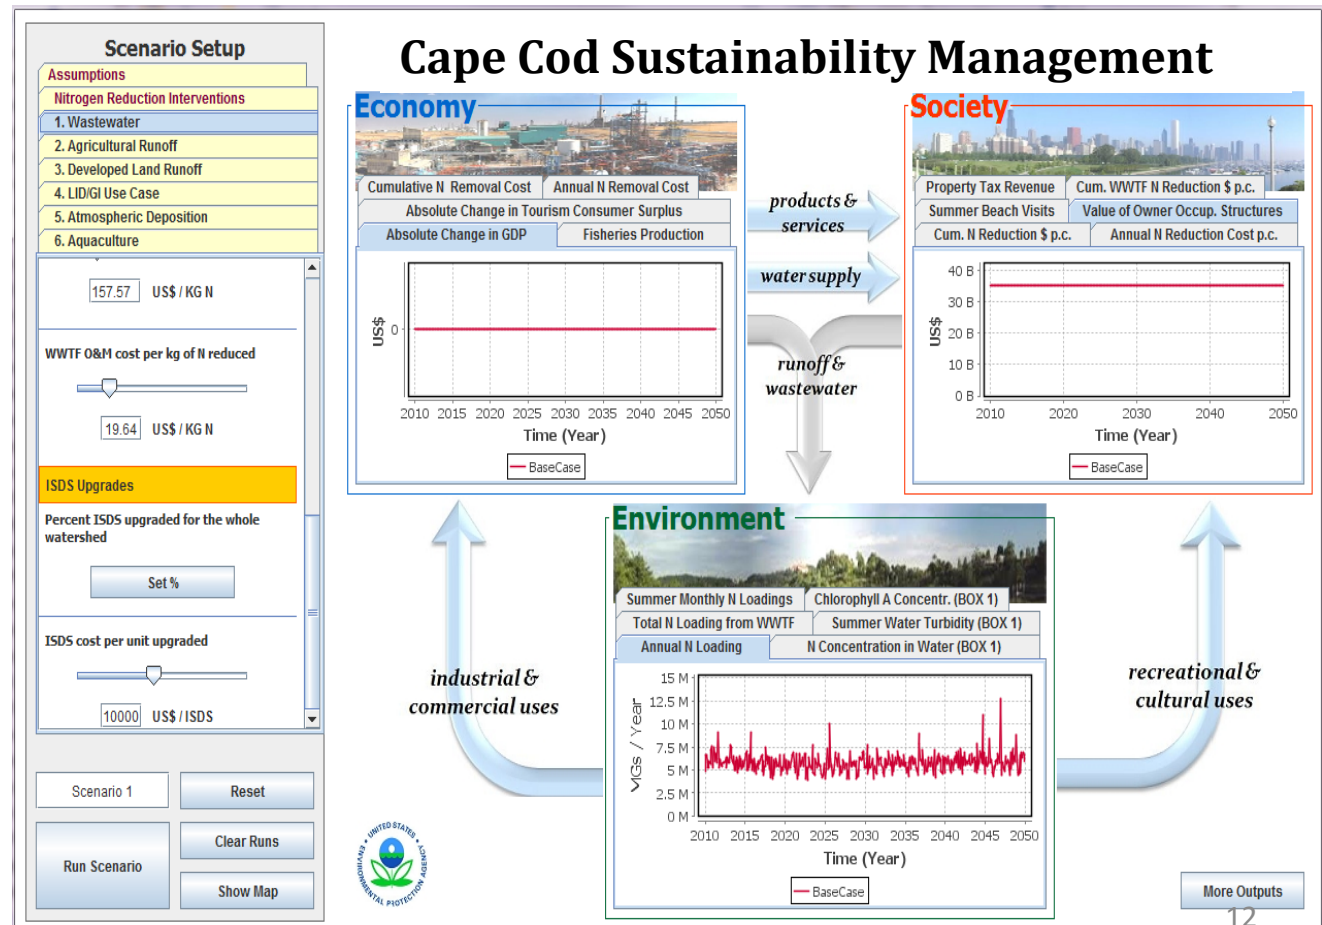 Cape Cod Sustainability Management
Scenario Setup
Assumptions
Nitrogen Reduction Interventions
1. Wastewater
2. Agricultural Runoff
3. Developed Land Runoff
4. LID/GI Use Case
5. Atmospheric Deposition
6. Aquaculture
157.57 US$ / KG N
WWTF O&M cost per kg of N reduced
19.64 US$ / KG N
ISDS Upgrades
Percent ISDS upgraded for the whole
watershed
Set %
ISDS cost per unit upgraded
10000 US$ / ISDS
Scenario 1
Reset
Run Scenario
Clear Runs
Show Map
Economy
Cumulative N Removal Cost
Annual N Removal Cost
Absolute Change in Tourism Consumer Surplus
Absolute Change in GDP
Fisheries Production
US$
0
2010 2015 2020 2025 2030 2035 2040 2045 2050
Time (Year)
BaseCase
products &
services
water supply
runoff &
wastewater
Society
Property Tax Revenue
Cum. WWTF N Reduction $ p.c.
Summer Beach Visits
Value of Owner Occup. Structures
Cum. N Reduction $ p.c.
Annual N Reduction Cost p.c.
US$
40 B
30 B
20 B
10 B
0 B
2010 2020 2030 2040 2050
Time (Year)
BaseCase
Environment
Summer Monthly N Loadings
Chlorophyll A Concentr. (BOX 1)
Total N Loading from WWTF
Summer Water Turbidity (BOX 1)
Annual N Loading
N Concentration in Water (BOX 1)
MGs / Year
15 M
12.5 M
10 M
7.5 M
5 M
2.5 M
0 M
2010 2015 2020 2025 2030 2035 2040 2045 2050
Time (Year)
BaseCase
industrial &
commercial uses
recreational &
cultural uses
UNITED STATES
ENVIRONMENTAL PROTECTION AGENCY
More Outputs
12